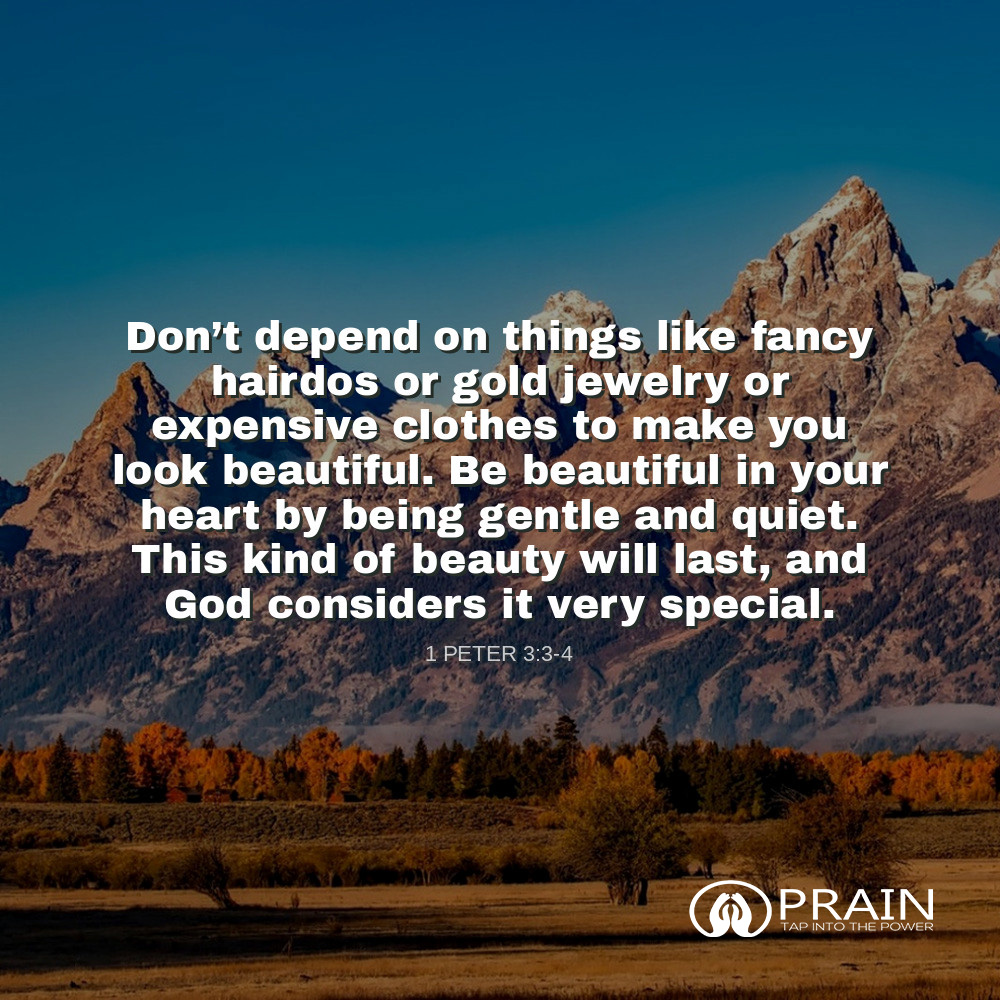 Don’t depend on things like fancy
hairdos or gold jewelry or
expensive clothes to make you
look beautiful. Be beautiful in your
heart by being gentle and quiet.
This kind of beauty will last, and
God considers it very special.
1 PETER 3:3-4
PRAIN
TAP INTO THE POWER